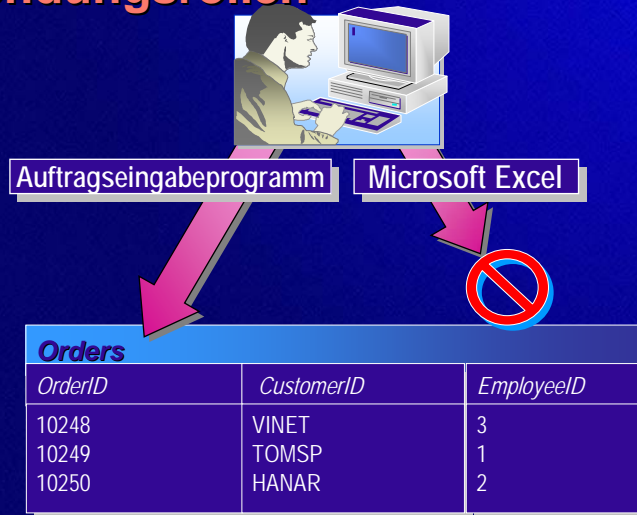 Auftragseingabeprogramm Microsoft Excel
Orders
OrderID CustomerID EmployeeID
10248 VINET 3
10249 TOMSP 1
10250 HANAR 2